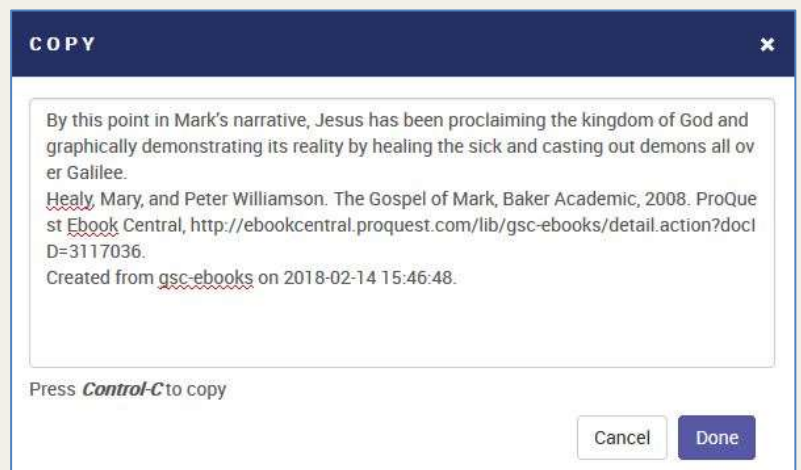 COPY ×
By this point in Mark's narrative, Jesus has been proclaiming the kingdom of God and
graphically demonstrating its reality by healing the sick and casting out demons all ov
er Galilee.
Healy, Mary, and Peter Williamson. The Gospel of Mark, Baker Academic, 2008. ProQue
st Ebook Central, http://ebookcentral.proquest.com/lib/gsc-ebooks/detail.action?docI
D=3117036.
Created from gsc-ebooks on 2018-02-14 15:46:48.
Press Control-C to copy
Cancel Done